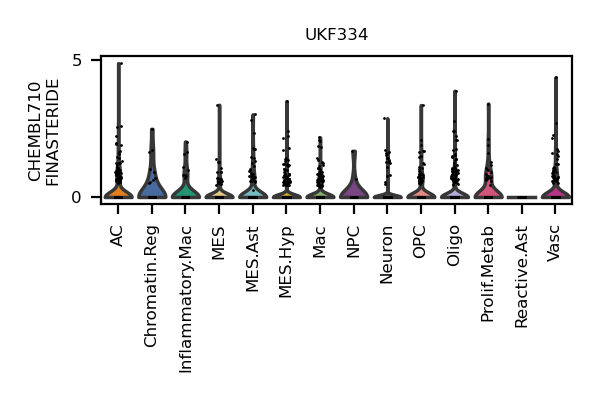 UKF334
CHEMBL710
FINASTERIDE
5
0
AC
Chromatin.Reg
Inflammatory.Mac
MES
MES.Ast
MES.Hyp
Mac
NPC
Neuron
OPC
Oligo
Prolif.Metab
Reactive.Ast
Vasc